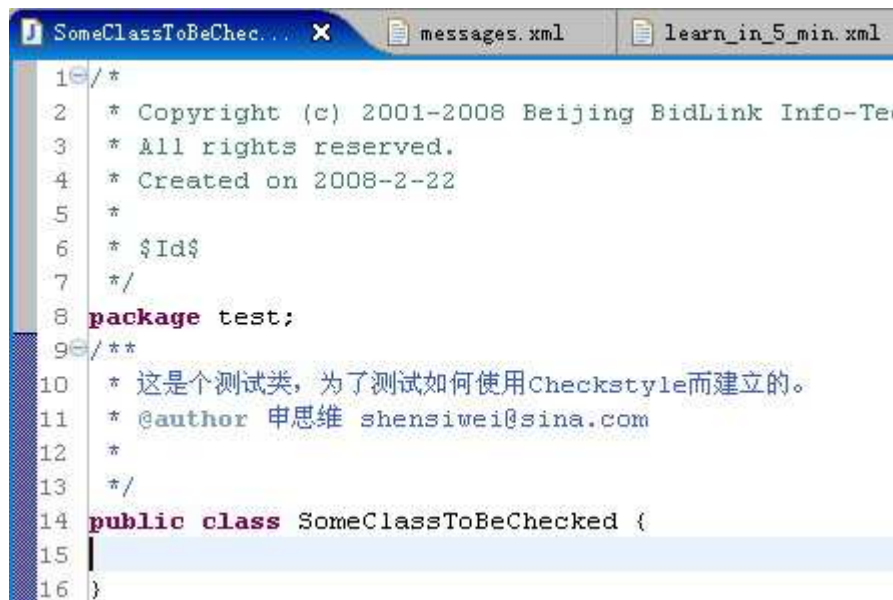 SomeClassToBeChec... messages.xml learn_in_5_min.xml
1 /*
2 * Copyright (c) 2001-2008 Beijing BidLink Info-Te
3 * All rights reserved.
4 * Created on 2008-2-22
5 *
6 * $Id$
7 */
8 package test;
9 /**
10 * 这是个测试类，为了测试如何使用Checkstyle而建立的。
11 * @author 申思维 shensiwei@sina.com
12 *
13 */
14 public class SomeClassToBeChecked {
15
16 }